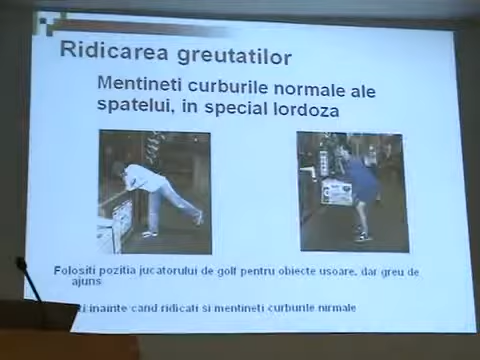 Ridicarea greutatilor
Mentineti curburile normale ale
spatelui, in special lordoza
Folositi pozitia jucatorului de golf pentru obiecte usoare, dar greu de
ajuns
inainte cand ridicati si mentineti curburile nirmale